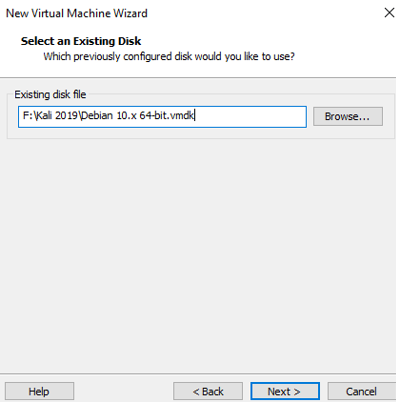 New Virtual Machine Wizard
Select an Existing Disk
Which previously configured disk would you like to use?
Existing disk file
F:\Kali 2019\Debian 10.x 64-bit.vmdk
Browse...
Help
< Back
Next >
Cancel